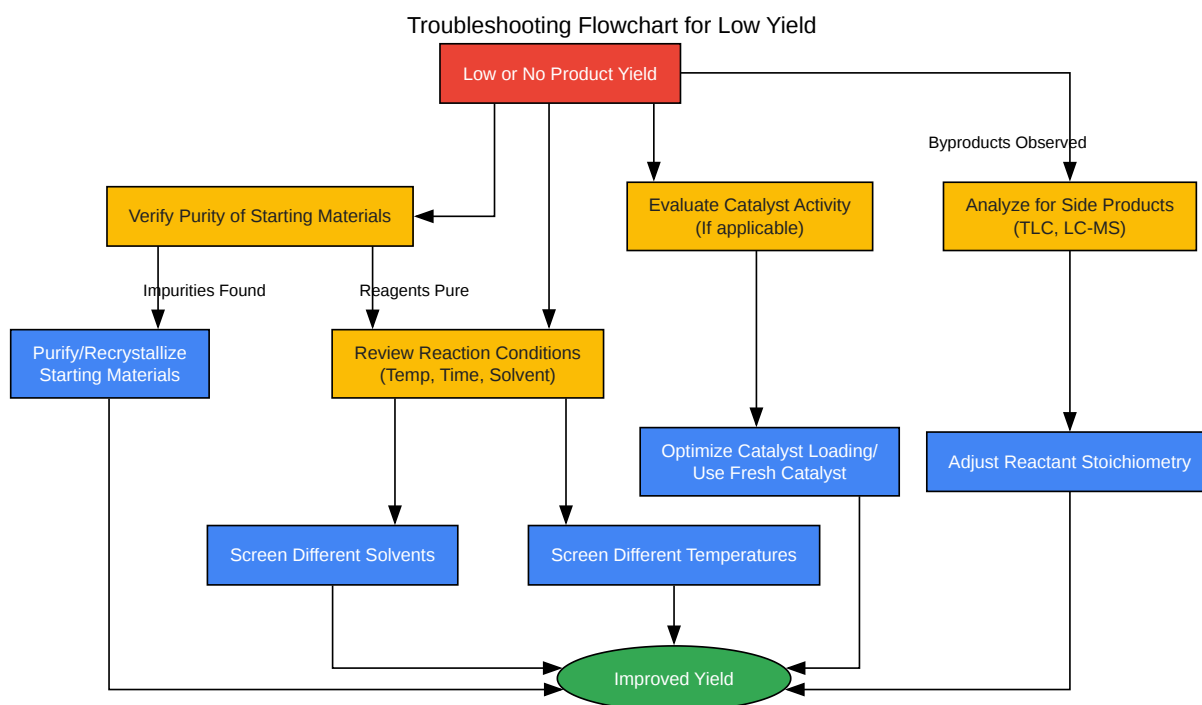 Troubleshooting Flowchart for Low Yield
Low or No Product Yield
Byproducts Observed
Verify Purity of Starting Materials
Evaluate Catalyst Activity
(If applicable)
Analyze for Side Products
(TLC, LC-MS)
Impurities Found
Reagents Pure
Purify/Recrystallize
Starting Materials
Review Reaction Conditions
(Temp, Time, Solvent)
Optimize Catalyst Loading/
Use Fresh Catalyst
Adjust Reactant Stoichiometry
Screen Different Solvents
Screen Different Temperatures
Improved Yield